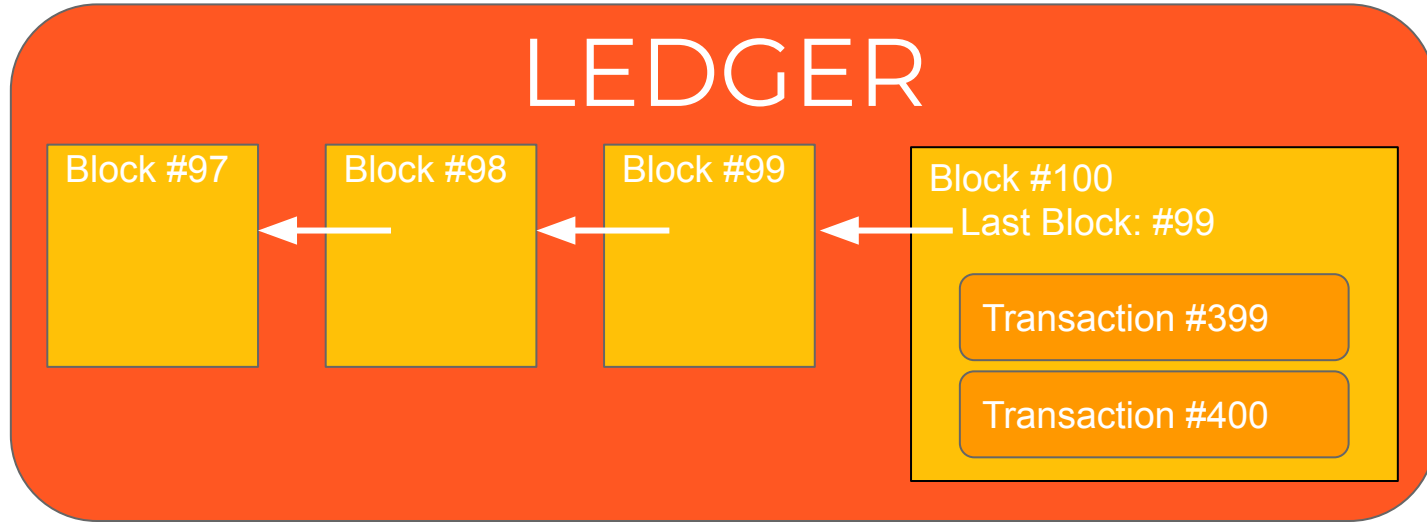 LEDGER
Block #97
Block #98
Block #99
Block #100
Last Block: #99
Transaction #399
Transaction #400